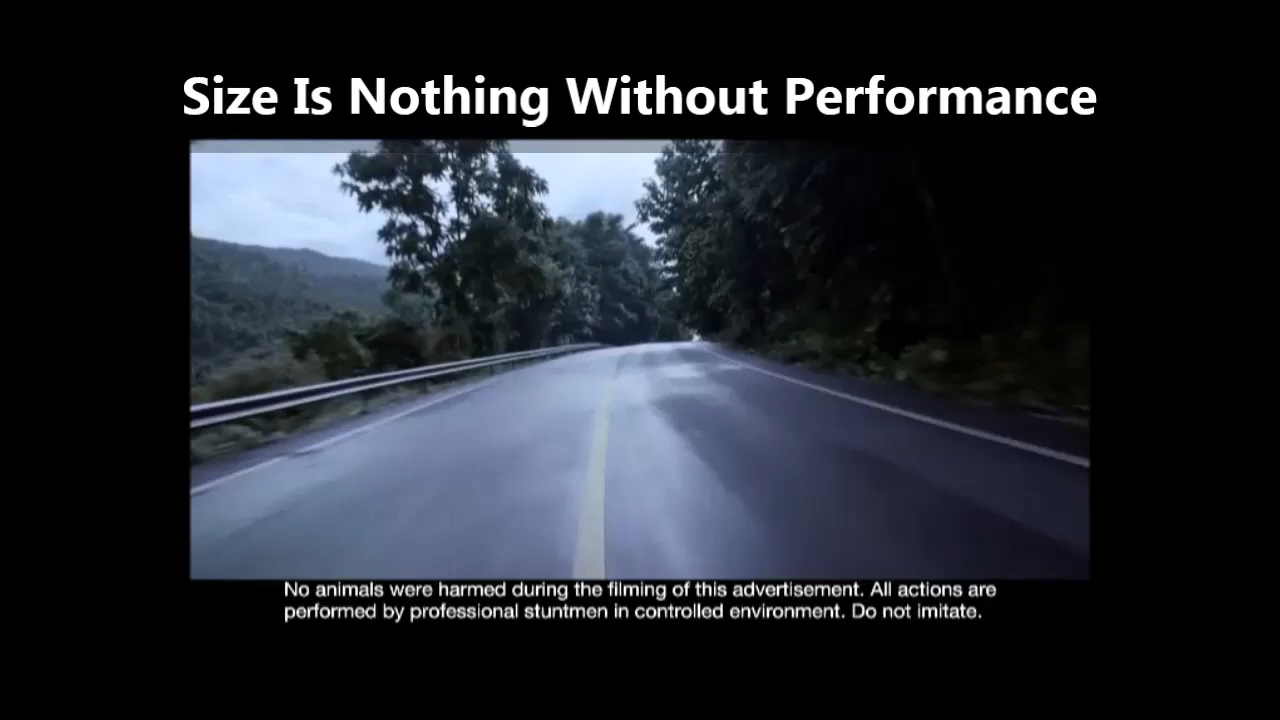 Size Is Nothing Without Performance
No animals were harmed during the filming of this advertisement. All actions are
performed by professional stuntmen in controlled environment. Do not imitate.